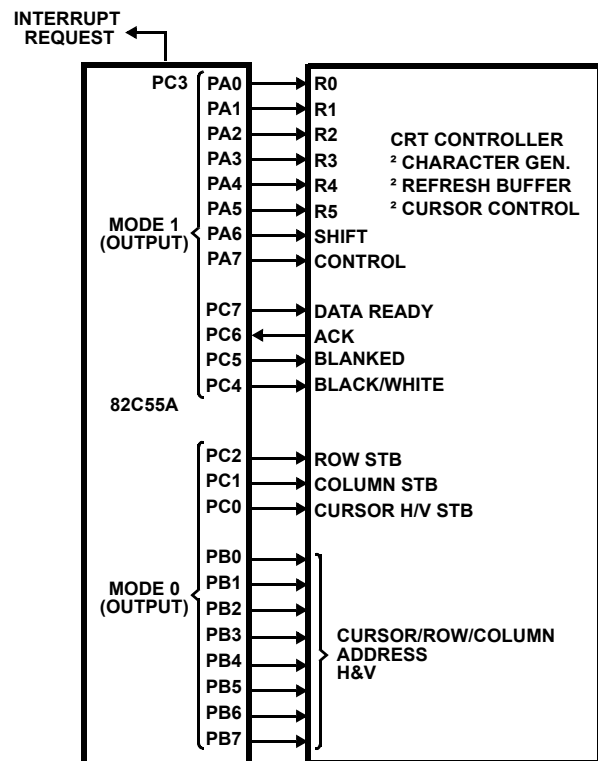 INTERRUPT
REQUEST
PC3 PA0 R0
PA1 R1
PA2 R2
CRT CONTROLLER
PA3 R3
² CHARACTER GEN.
PA4 R4
² REFRESH BUFFER
PA5 R5
² CURSOR CONTROL
MODE 1
(OUTPUT)
PA6 SHIFT
PA7 CONTROL
PC7 DATA READY
PC6 ACK
PC5 BLANKED
PC4 BLACK/WHITE
82C55A
PC2 ROW STB
PC1 COLUMN STB
PC0 CURSOR H/V STB
PB0
PB1
MODE 0
(OUTPUT)
PB2
PB3
CURSOR/ROW/COLUMN
ADDRESS
H&V
PB4
PB5
PB6
PB7